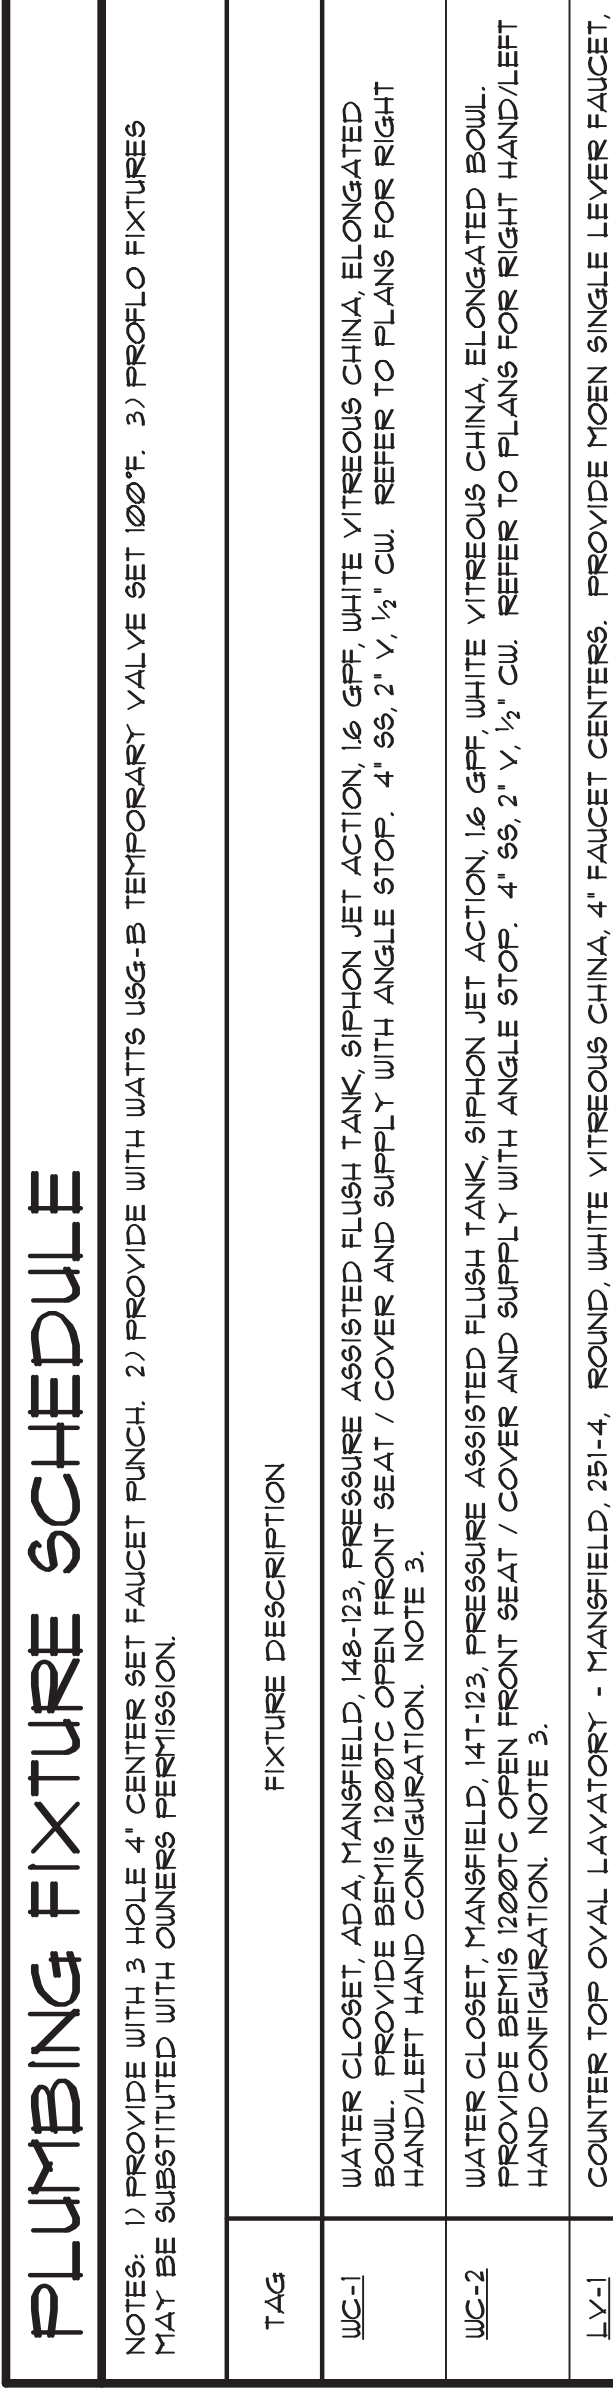 PLUMBING FIXTURE SCHEDULE
NOTES: 1) PROVIDE WITH 3 HOLE 4" CENTER SET FAUCET PUNCH. 2) PROVIDE WITH WATTS USG-B TEMPORARY VALVE SET 100°F. 3) PROFLO FIXTURES
MAY BE SUBSTITUTED WITH OWNERS PERMISSION.
TAG FIXTURE DESCRIPTION
WC-1 WATER CLOSET, ADA, MANSFIELD, 148-123, PRESSURE ASSISTED FLUSH TANK, SIPHON JET ACTION, 1.6 GPF, WHITE VITREOUS CHINA, ELONGATED
BOWL. PROVIDE BEMIS 1200TC OPEN FRONT SEAT / COVER AND SUPPLY WITH ANGLE STOP. 4" SS, 2" V, ½" CW. REFER TO PLANS FOR RIGHT
HAND/LEFT HAND CONFIGURATION. NOTE 3.
WC-2 WATER CLOSET, MANSFIELD, 147-123, PRESSURE ASSISTED FLUSH TANK, SIPHON JET ACTION, 1.6 GPF, WHITE VITREOUS CHINA, ELONGATED BOWL.
PROVIDE BEMIS 1200TC OPEN FRONT SEAT / COVER AND SUPPLY WITH ANGLE STOP. 4" SS, 2" V, ½" CW. REFER TO PLANS FOR RIGHT HAND/LEFT
HAND CONFIGURATION. NOTE 3.
LV-1 COUNTER TOP OVAL LAVATORY - MANSFIELD, 251-4, ROUND, WHITE VITREOUS CHINA, 4" FAUCET CENTERS. PROVIDE MOEN SINGLE LEVER FAUCET,